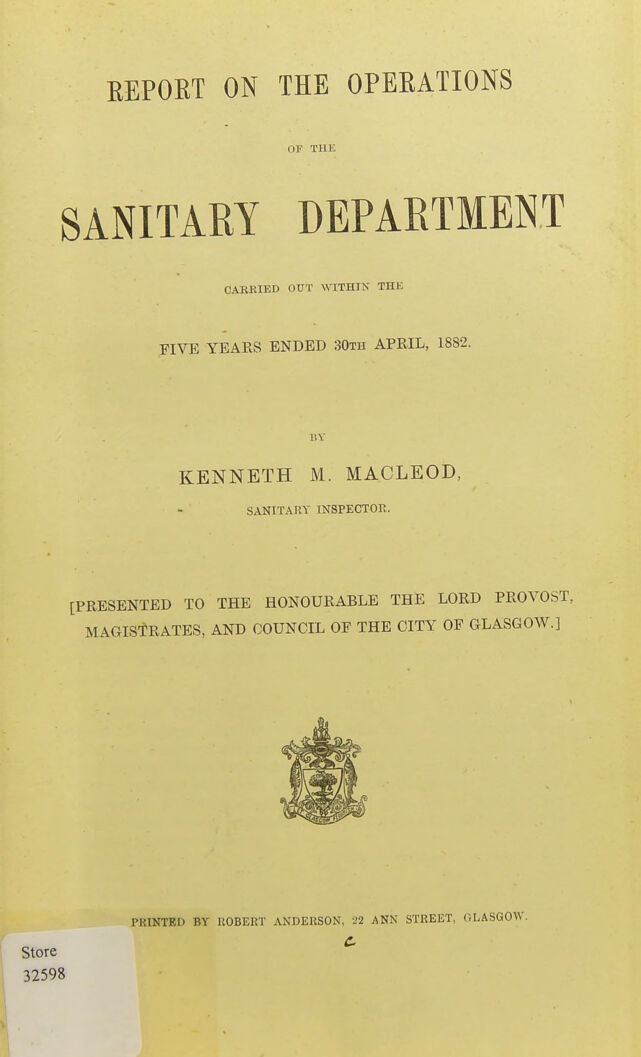 REPORT ON THE OPERATIONS
OF THE
SANITARY DEPARTMENT
CARRIED OUT WITHIN THE
FIVE YEARS ENDED 30TH APRIL, 1882.
BY
KENNETH M. MACLEOD,
SANITARY INSPECTOR.
[PRESENTED TO THE HONOURABLE THE LORD PROVOST,
MAGISTRATES, AND COUNCIL OF THE CITY OF GLASGOW.]
PRINTED BY ROBERT ANDERSON, 22 ANN STREET, GLASGOW.
Store
32598